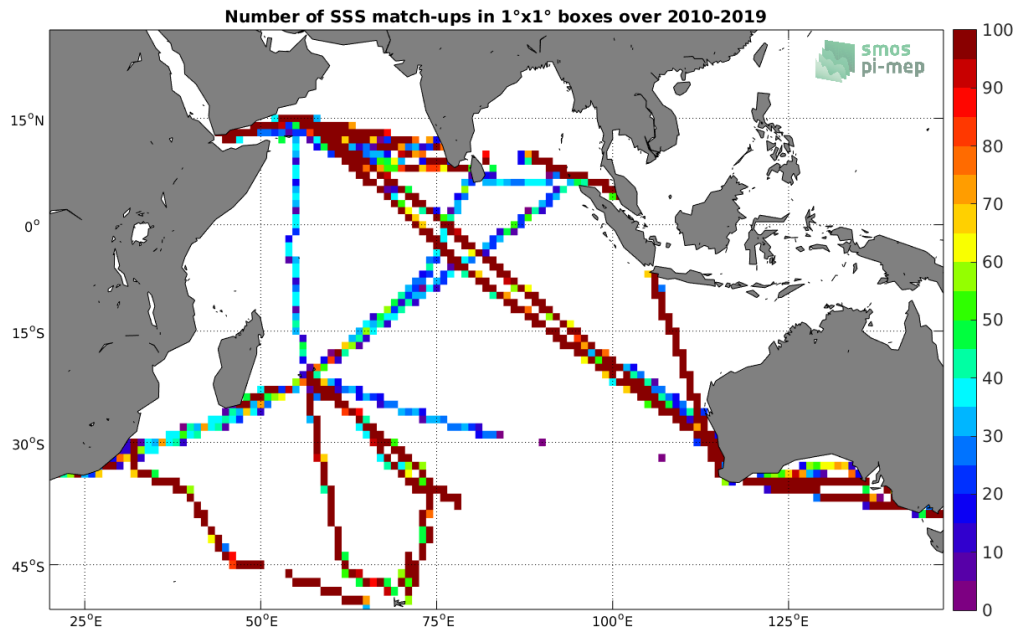 Number of SSS match-ups in 1°x1° boxes over 2010-2019
smos
pi-mep
100
90
80
70
60
50
40
30
20
10
0
15°N
0°
15°S
30°S
45°S
25°E
50°E
75°E
100°E
125°E